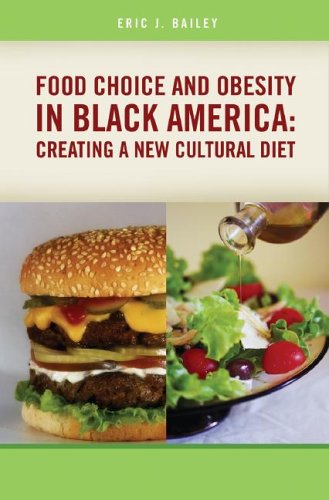 ERIC J. BAILEY
FOOD CHOICE AND OBESITY
IN BLACK AMERICA:
CREATING A NEW CULTURAL DIET